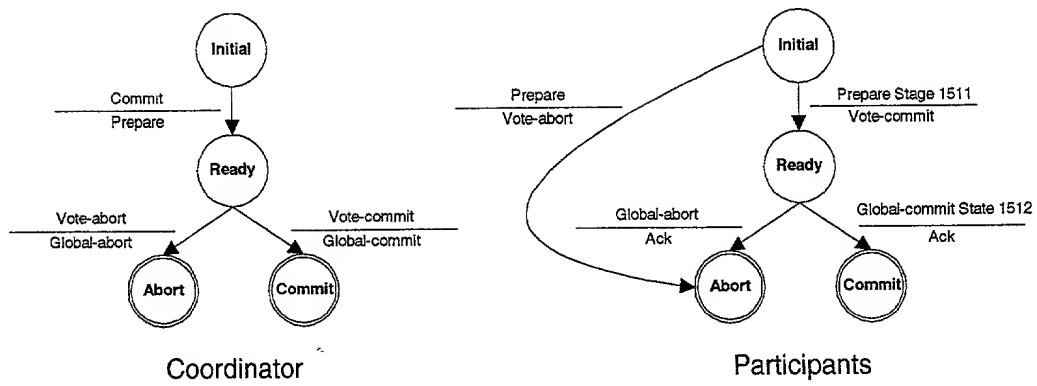 Initial
Commit
Prepare
Ready
Vote-abort
Global-abort
Vote-commit
Global-commit
Abort
Commit
Coordinator
Initial
Prepare
Vote-abort
Prepare Stage 1511
Vote-commit
Ready
Global-abort
Ack
Global-commit State 1512
Ack
Abort
Commit
Participants